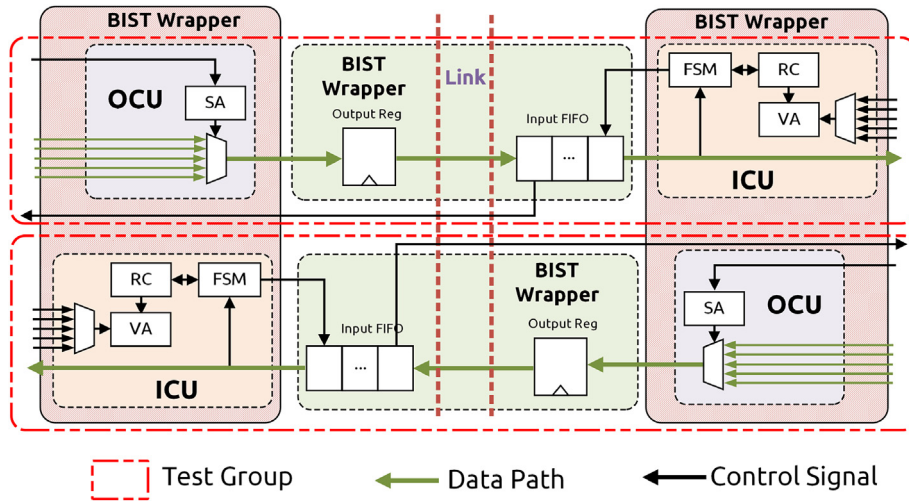 BIST Wrapper
BIST Wrapper
OCU
SA
BIST
Wrapper
Output Reg
Link
Input FIFO
...
FSM
RC
VA
ICU
RC
FSM
VA
ICU
Input FIFO
...
BIST
Wrapper
Output Reg
SA
OCU
Test Group
Data Path
Control Signal